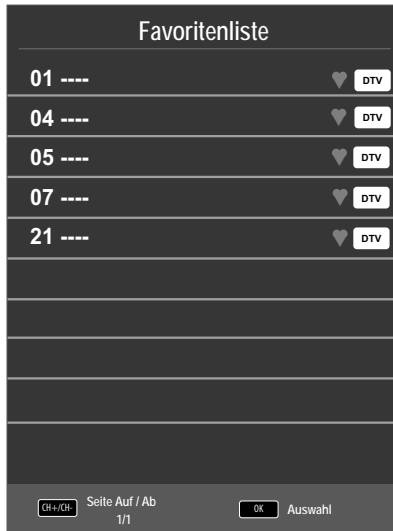 Favoritenliste
01 ---- DTV
04 ---- DTV
05 ---- DTV
07 ---- DTV
21 ---- DTV
CH+/CH- Seite Auf / Ab OK Auswahl
1/1